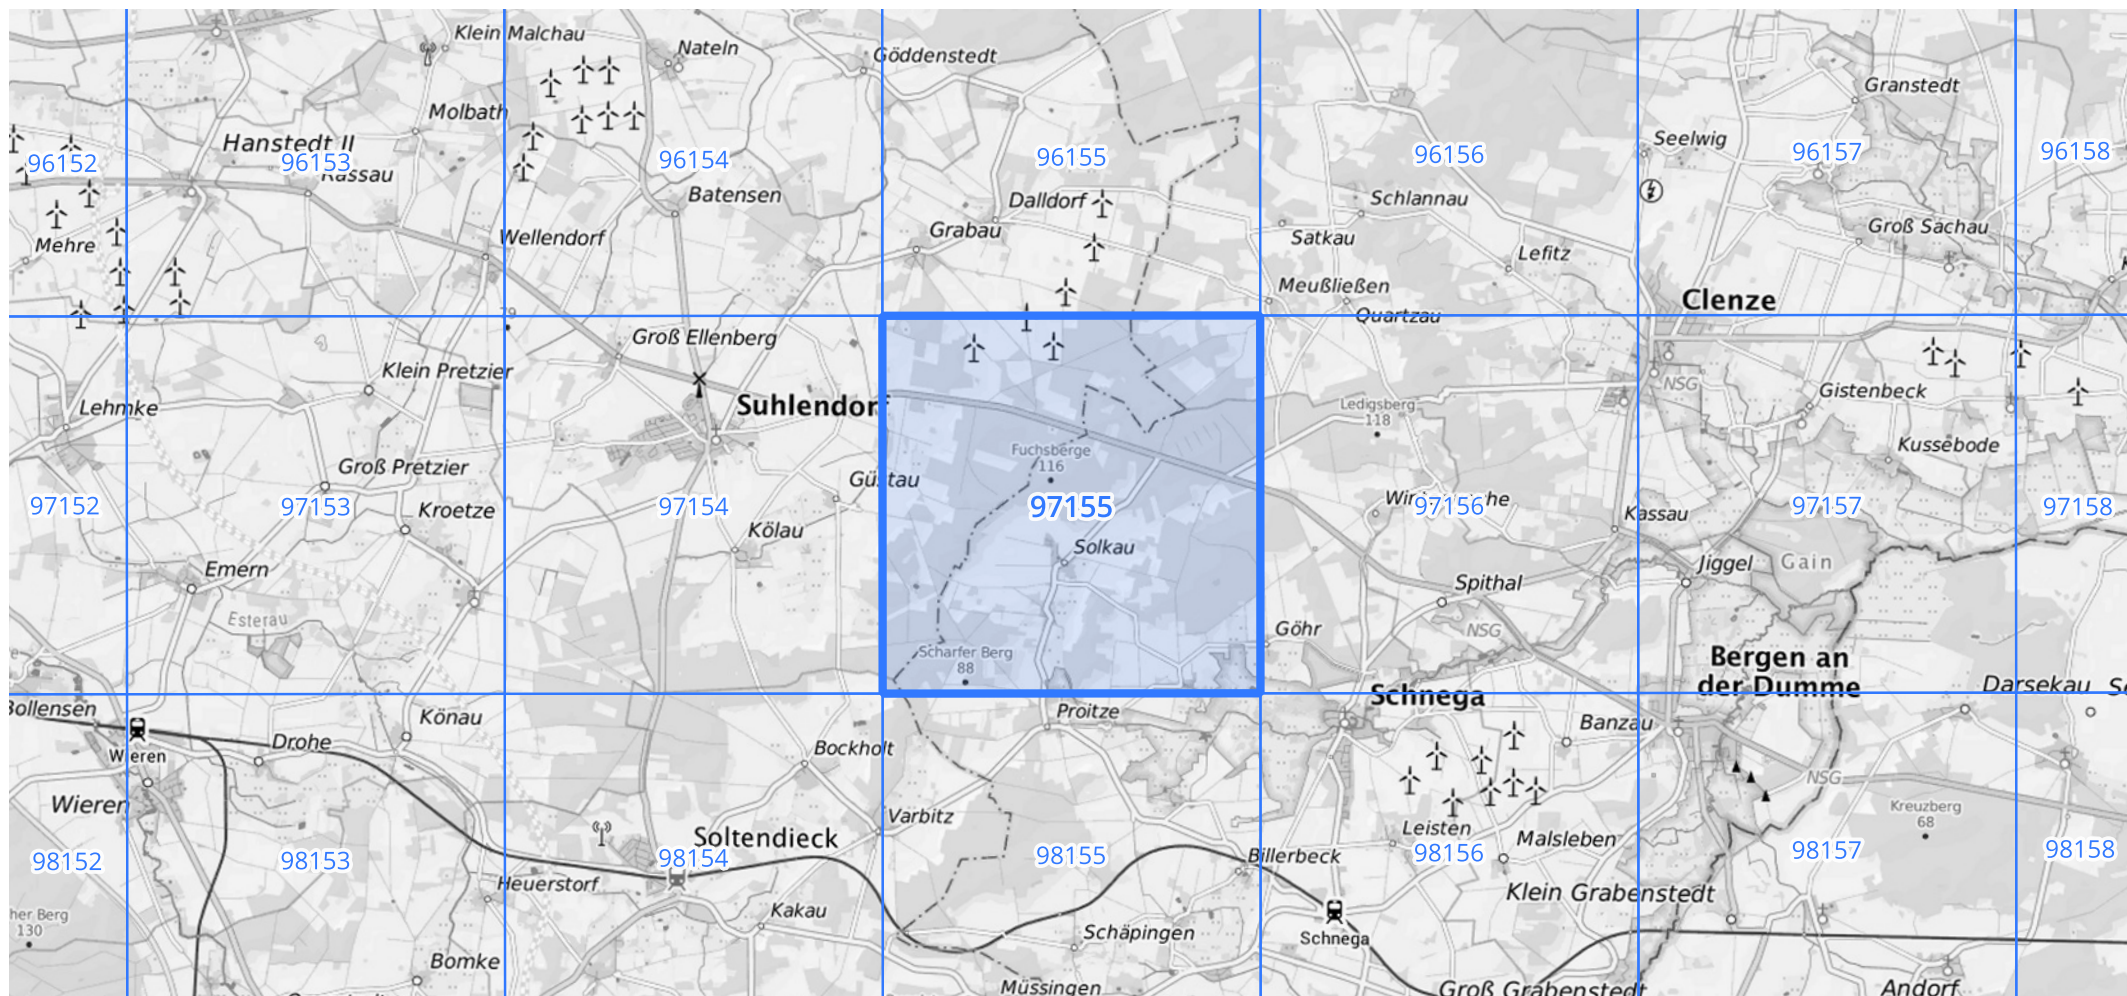 Klein Malchau
Nateln
Göddenstedt
Granstedt
Molbath
Hanstedt II
Seelwig
96152
96153
96154
96155
96156
96157
96158
Kassau
Batensen
Dalldorf
Schlannau
Mehre
Wellendorf
Grabau
Satkau
Lefitz
Groß Sachau
Meußließen
Clenze
Quartzau
Groß Ellenberg
Klein Pretzier
NSG
Gistenbeck
Lehmke
Suhlendorf
Ledigsberg
118
Kussebode
Groß Pretzier
Güstau
Fuchsberge
116
97152
97153
97154
97155
97156
97157
97158
Kroetze
Kölau
Kassau
Solkau
Emern
Jiggel
Gain
Spithal
Esterau
Göhr
NSG
Scharfer Berg
88
Bergen an
der Dumme
Schnega
Darsekau
Bollensen
Könau
Proitze
Banzau
Drohe
Wieren
Bockholt
NSG
Wieren
Varbitz
Kreuzberg
68
Soltendieck
Leisten
Malsleben
98152
98153
98154
98155
98156
98157
98158
Billerbeck
Heuerstorf
Klein Grabenstedt
her Berg
130
Kakau
Schäpingen
Schnega
Bomke
Müssingen
Groß Grabenstedt
Andorf